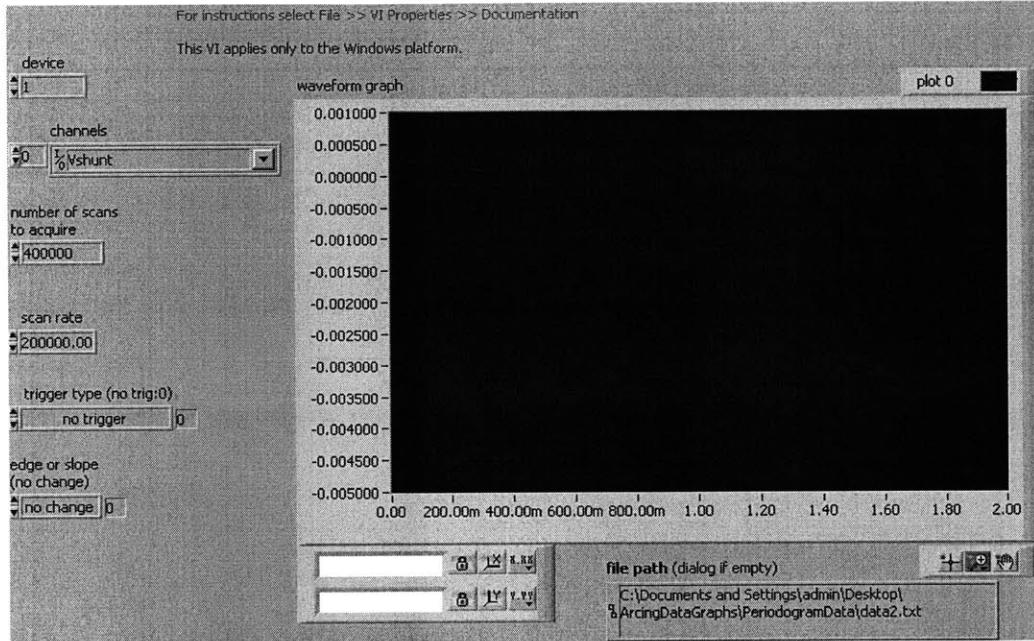 For instructions select File >> VI Properties >> Documentation
This VI applies only to the Windows platform.
device
1
channels
0
I/O Vshunt
number of scans
to acquire
400000
scan rate
200000.00
trigger type (no trig:0)
no trigger 0
edge or slope
(no change)
no change 0
waveform graph
plot 0
0.001000
0.000500
0.000000
-0.000500
-0.001000
-0.001500
-0.002000
-0.002500
-0.003000
-0.003500
-0.004000
-0.004500
-0.005000
0.00 200.00m 400.00m 600.00m 800.00m 1.00 1.20 1.40 1.60 1.80 2.00
X.XX
Y.YY
file path (dialog if empty)
C:\Documents and Settings\admin\Desktop\
ArcingDataGraphs\PeriodogramData\data2.txt